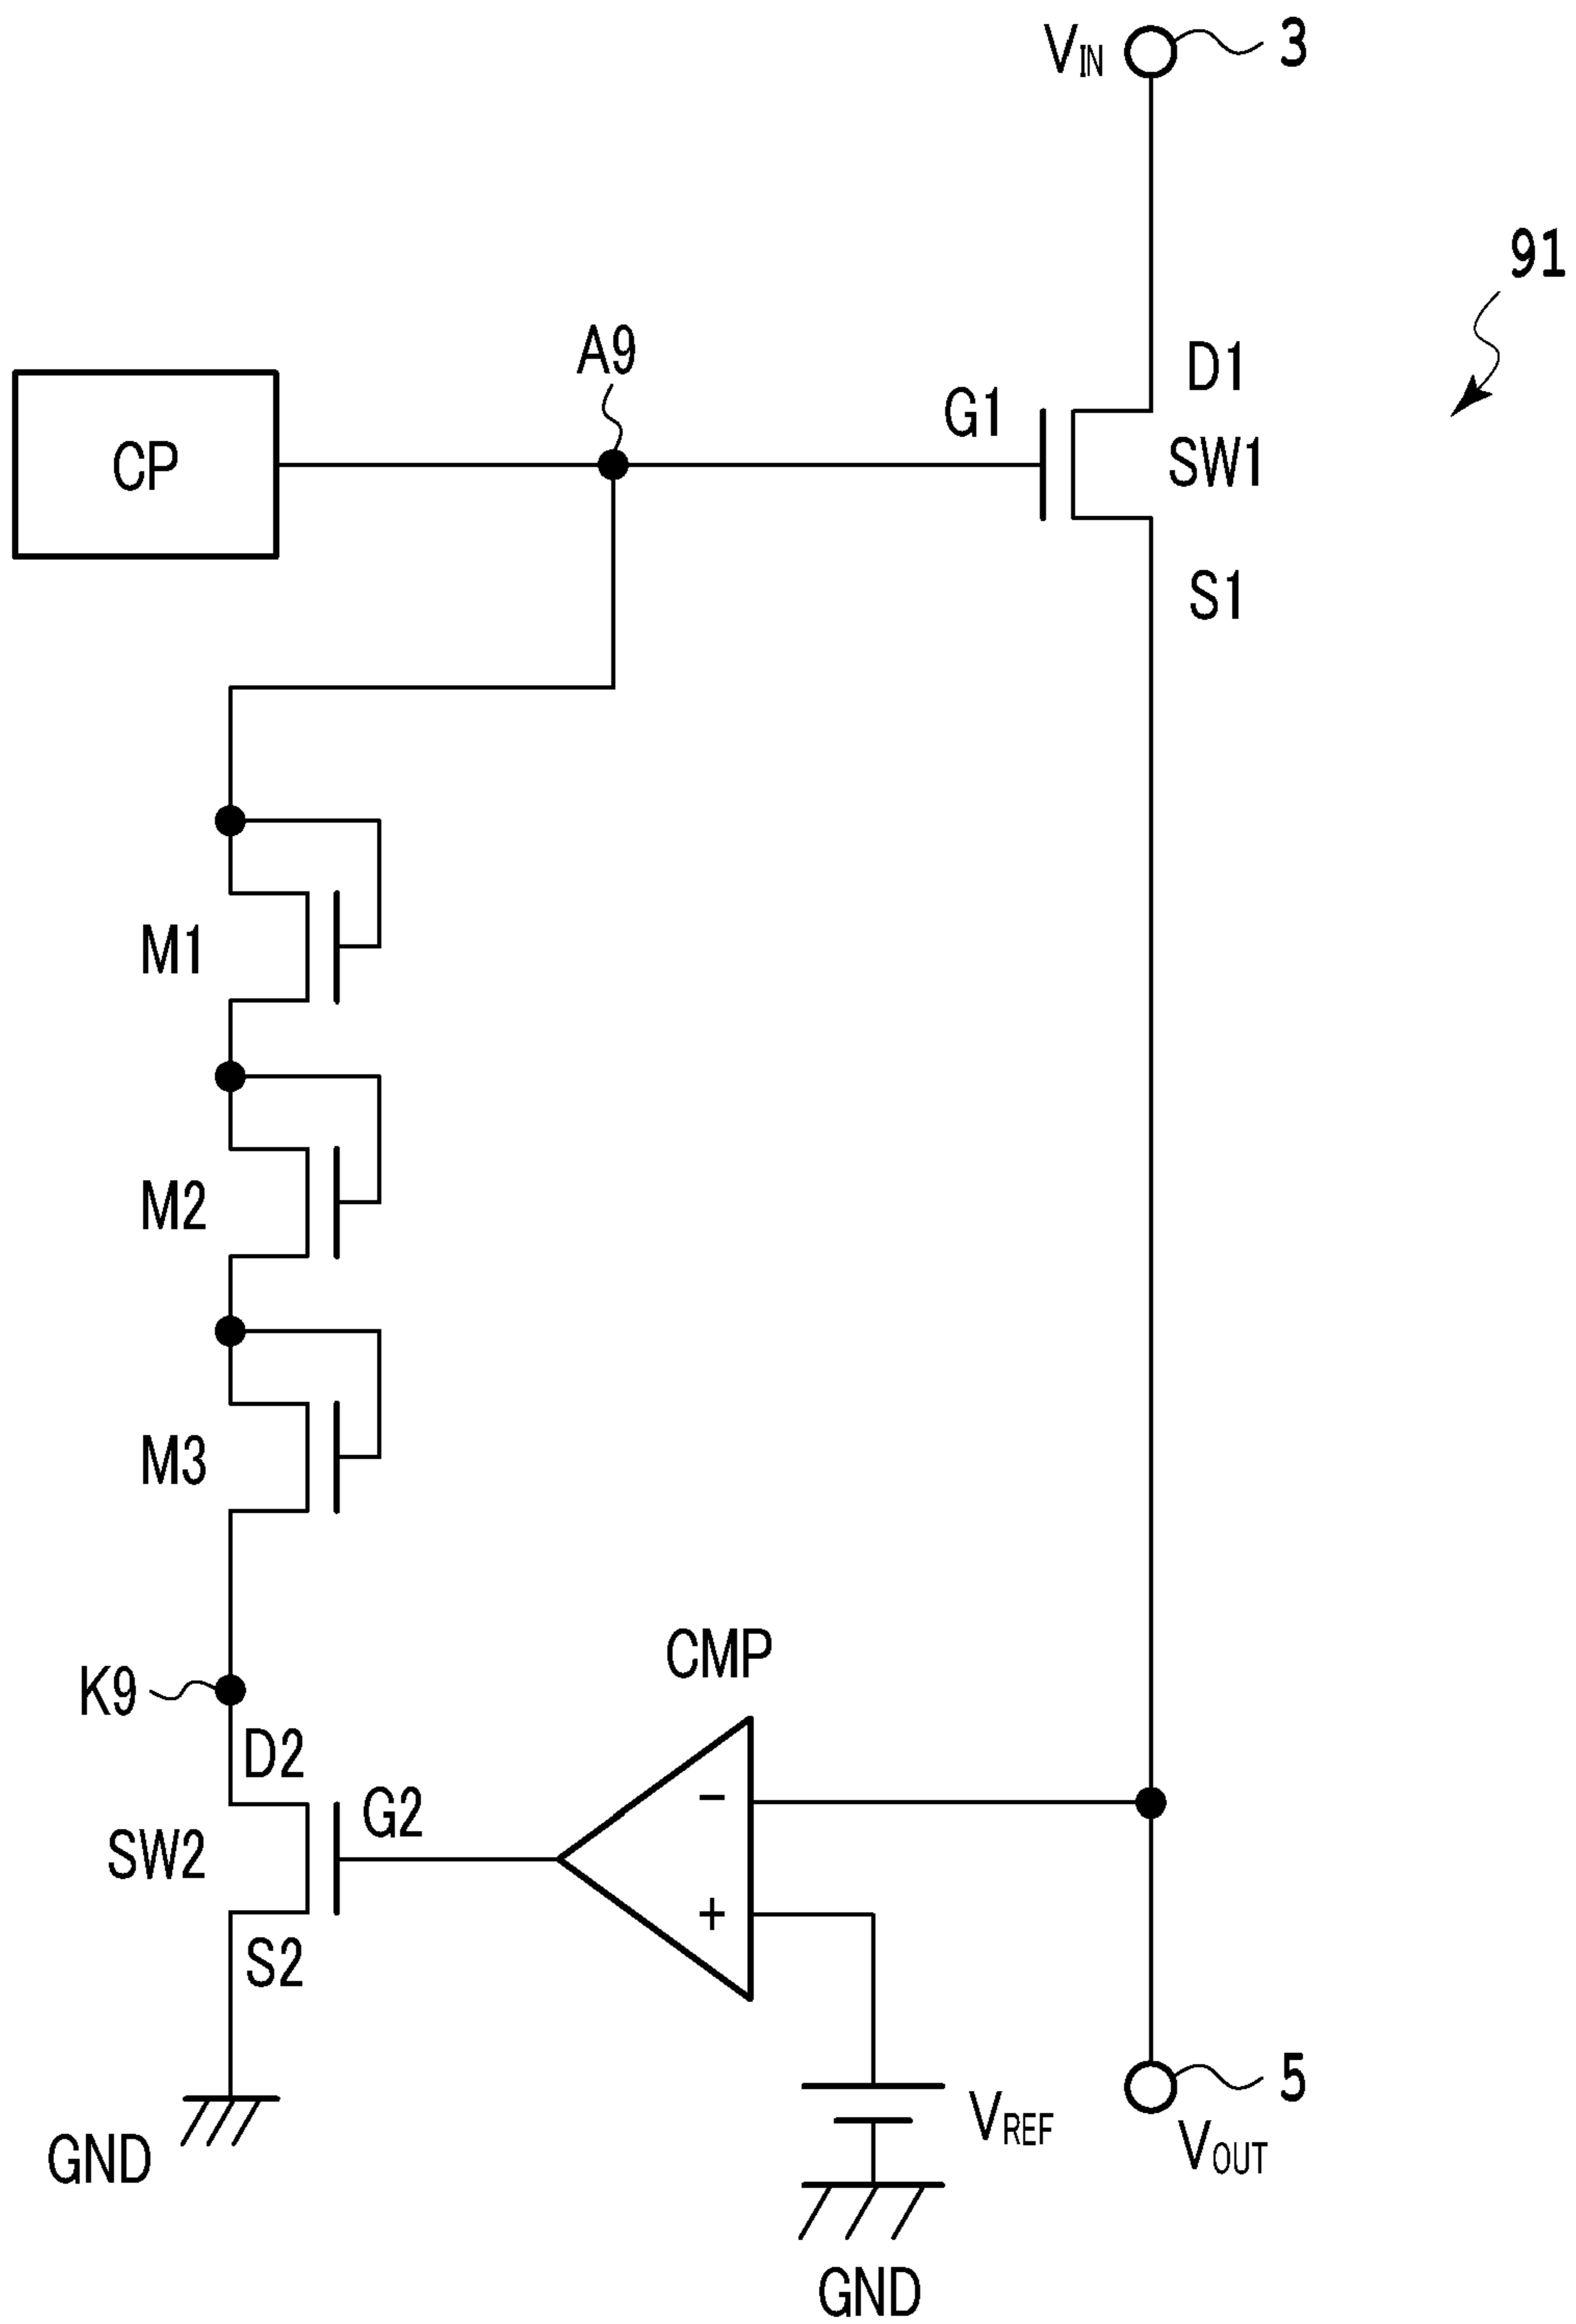 VIN
3
91
A9
D1
G1
CP
SW1
S1
M1
M2
M3
CMP
K9
D2
G2
-
SW2
+
S2
5
VREF
VOUT
GND
GND